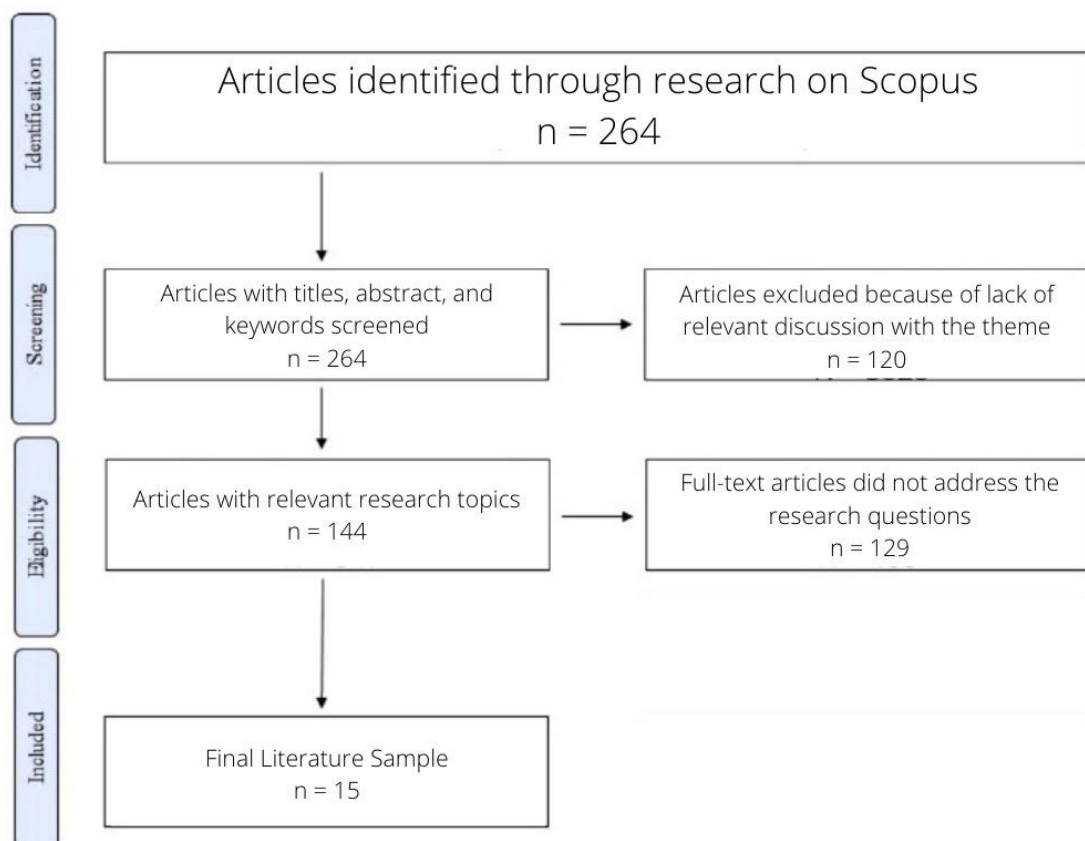 Identification
Articles identified through research on Scopus
n = 264
Screening
Articles with titles, abstract, and
keywords screened
n = 264
Articles excluded because of lack of
relevant discussion with the theme
n = 120
Eligibility
Articles with relevant research topics
n = 144
Full-text articles did not address the
research questions
n = 129
Included
Final Literature Sample
n = 15